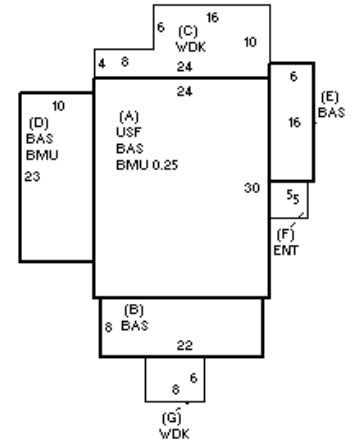 16
6
(C)
WDK
10
4
8
24
24
6
(E)
BAS
16
10
(D)
BAS
BMU
23
(A)
USF
BAS
BMU 0.25
30
5
5
(F)
ENT
(B)
BAS
8
22
6
8
(G)
WDK